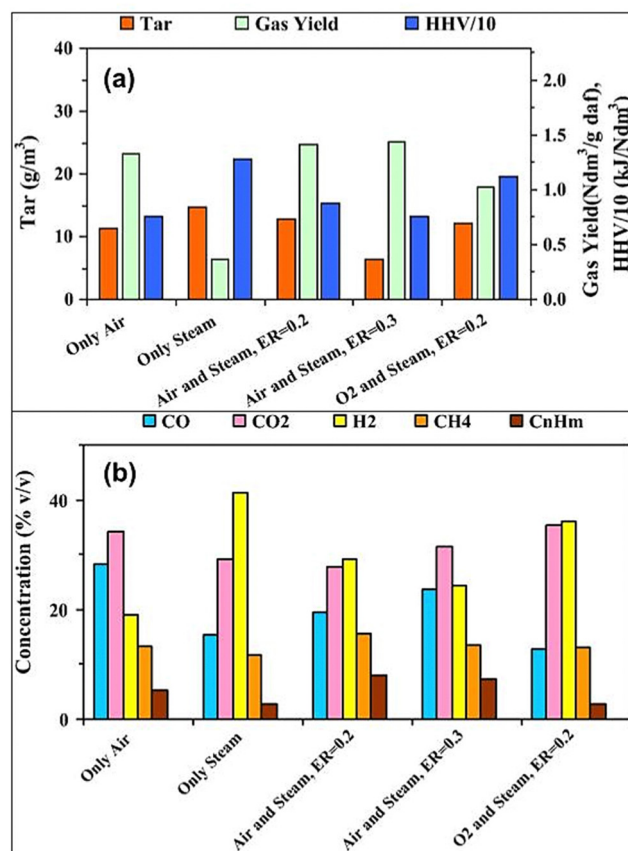 Tar Gas Yield HHV/10
(a)
40
30
20
10
0
Tar (g/m³)
2.0
1.5
1.0
0.5
0.0
Gas Yield(Ndm³/g daf),
HHV/10 (kJ/Ndm³)
Only Air
Only Steam
Air and Steam, ER=0.2
Air and Steam, ER=0.3
O2 and Steam, ER=0.2
CO CO2 H2 CH4 CnHm
(b)
40
20
0
Concentration (% v/v)
Only Air
Only Steam
Air and Steam, ER=0.2
Air and Steam, ER=0.3
O2 and Steam, ER=0.2